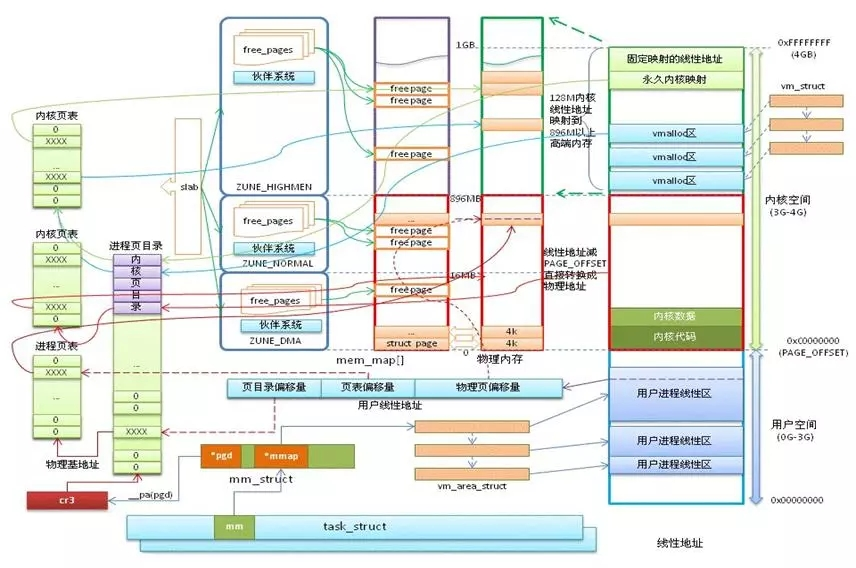 free_pages
伙伴系统
ZUNE_HIGHMEN
free_pages
伙伴系统
ZUNE_NORMAL
free_pages
伙伴系统
ZUNE_DMA
slab
内核页表
0
XXXX
...
XXXX
0
0
内核页表
0
XXXX
...
XXXX
0
0
进程页表
0
XXXX
...
0
0
进程页目录
内
核
页
目
录
...
0
0
XXXX
0
0
物理基地址
cr3
__pa(pgd)
free page
free page
free page
...
free page
free page
free page
...
struct page
mem_map[]
1GB
896MB
16MB
0
4k
4k
物理内存
128M内核
线性地址
映射到
896M以上
高端内存
线性地址减
PAGE_OFFSET
直接转换成
物理地址
固定映射的线性地址
永久内核映射
vmalloc区
vmalloc区
vmalloc区
内核数据
内核代码
用户进程线性区
用户进程线性区
用户进程线性区
0xFFFFFFFF
(4GB)
vm_struct
内核空间
(3G-4G)
0xC0000000
(PAGE_OFFSET)
用户空间
(0G-3G)
0x00000000
线性地址
页目录偏移量
页表偏移量
物理页偏移量
用户线性地址
*pgd
*mmap
mm_struct
vm_area_struct
mm
task_struct